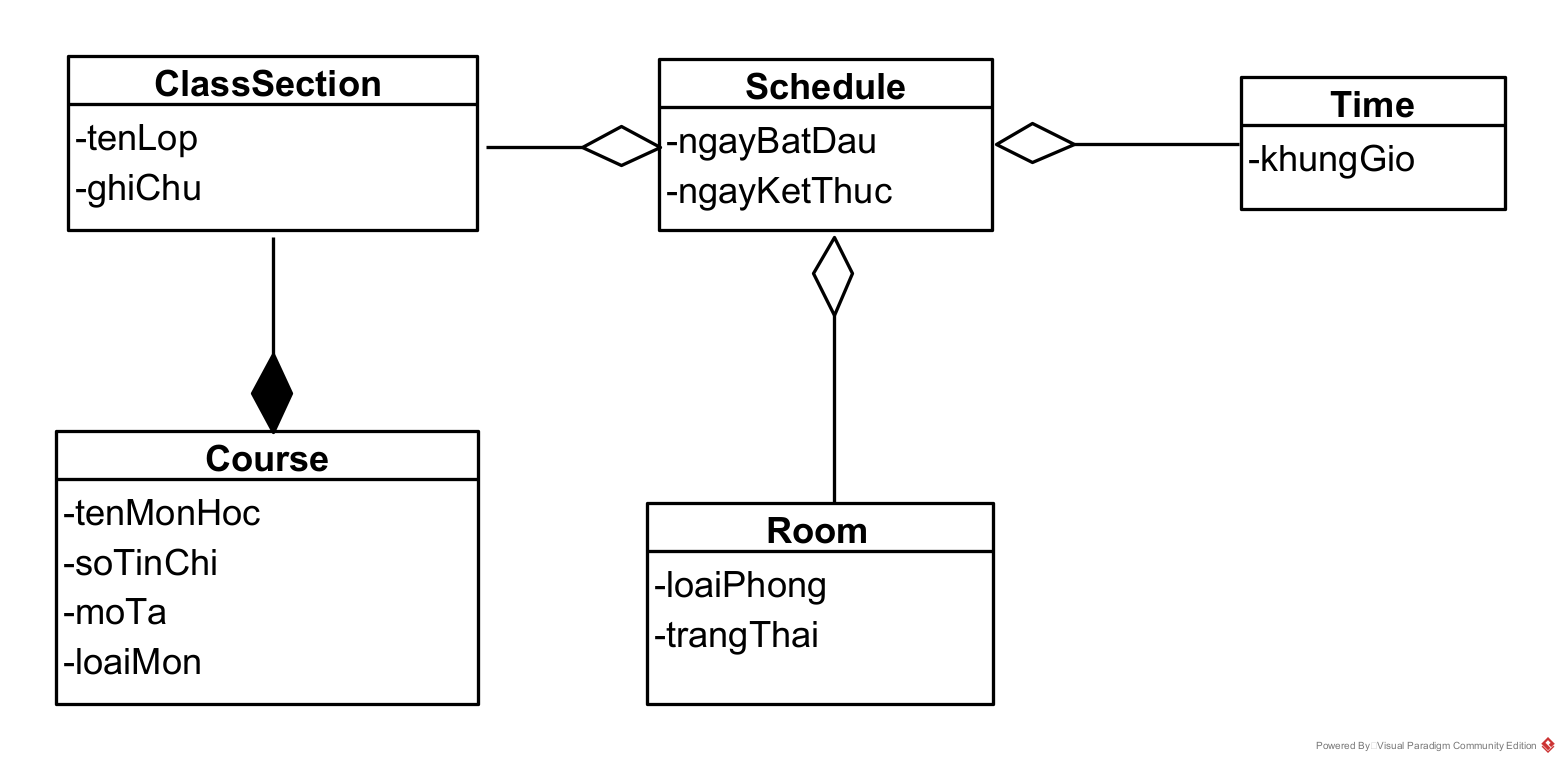 ClassSection
-tenLop
-ghiChu
Schedule
-ngayBatDau
-ngayKetThuc
Time
-khungGio
Course
-tenMonHoc
-soTinChi
-moTa
-loaiMon
Room
-loaiPhong
-trangThai
Powered By Visual Paradigm Community Edition